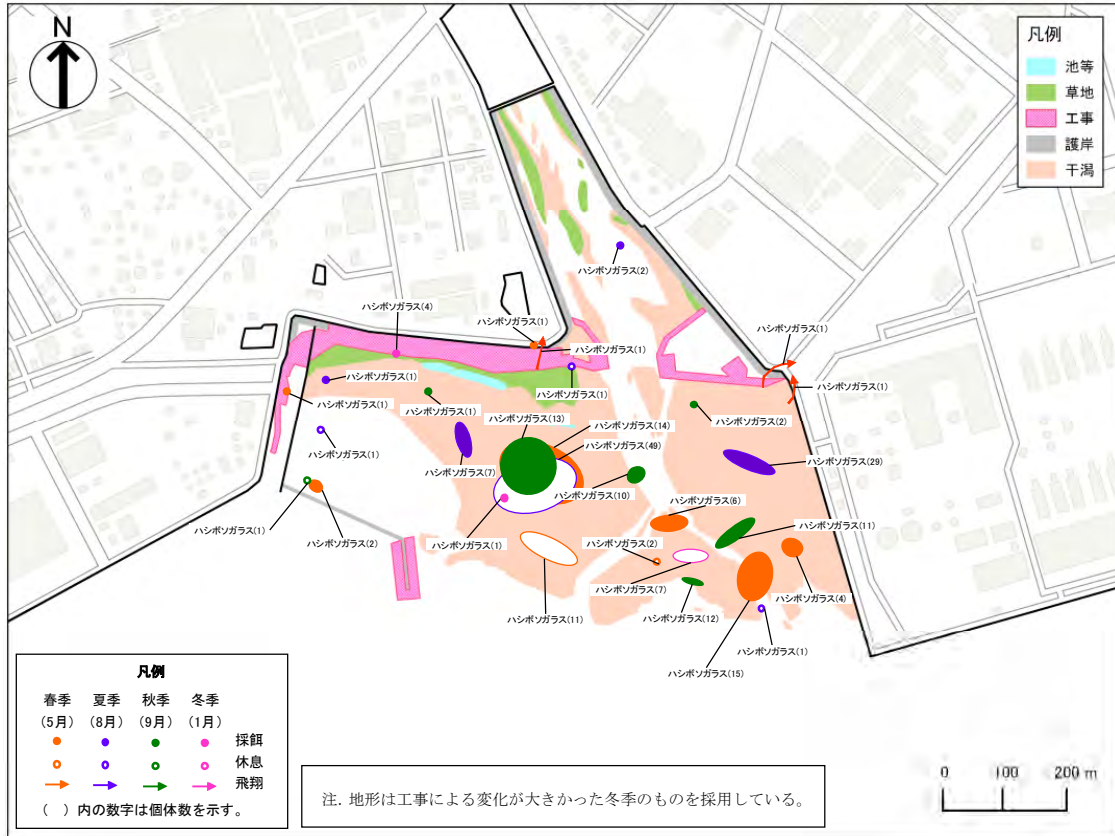 N
凡例
池等
草地
工事
護岸
干潟
ハシボソガラス(2)
ハシボソガラス(4)
ハシボソガラス(1)
ハシボソガラス(1)
ハシボソガラス(1)
ハシボソガラス(1)
ハシボソガラス(1)
ハシボソガラス(1)
ハシボソガラス(1)
ハシボソガラス(1)
ハシボソガラス(1)
ハシボソガラス(13)
ハシボソガラス(2)
ハシボソガラス(14)
ハシボソガラス(49)
ハシボソガラス(1)
ハシボソガラス(7)
ハシボソガラス(29)
ハシボソガラス(10)
ハシボソガラス(6)
ハシボソガラス(1)
ハシボソガラス(2)
ハシボソガラス(1)
ハシボソガラス(2)
ハシボソガラス(11)
ハシボソガラス(7)
ハシボソガラス(4)
ハシボソガラス(11)
ハシボソガラス(12)
ハシボソガラス(1)
ハシボソガラス(15)
凡例
春季 夏季 秋季 冬季
(5月) (8月) (9月) (1月)
採餌
休息
飛翔
( )内の数字は個体数を示す。
注. 地形は工事による変化が大きかった冬季のものを採用している。
0 100 200 m